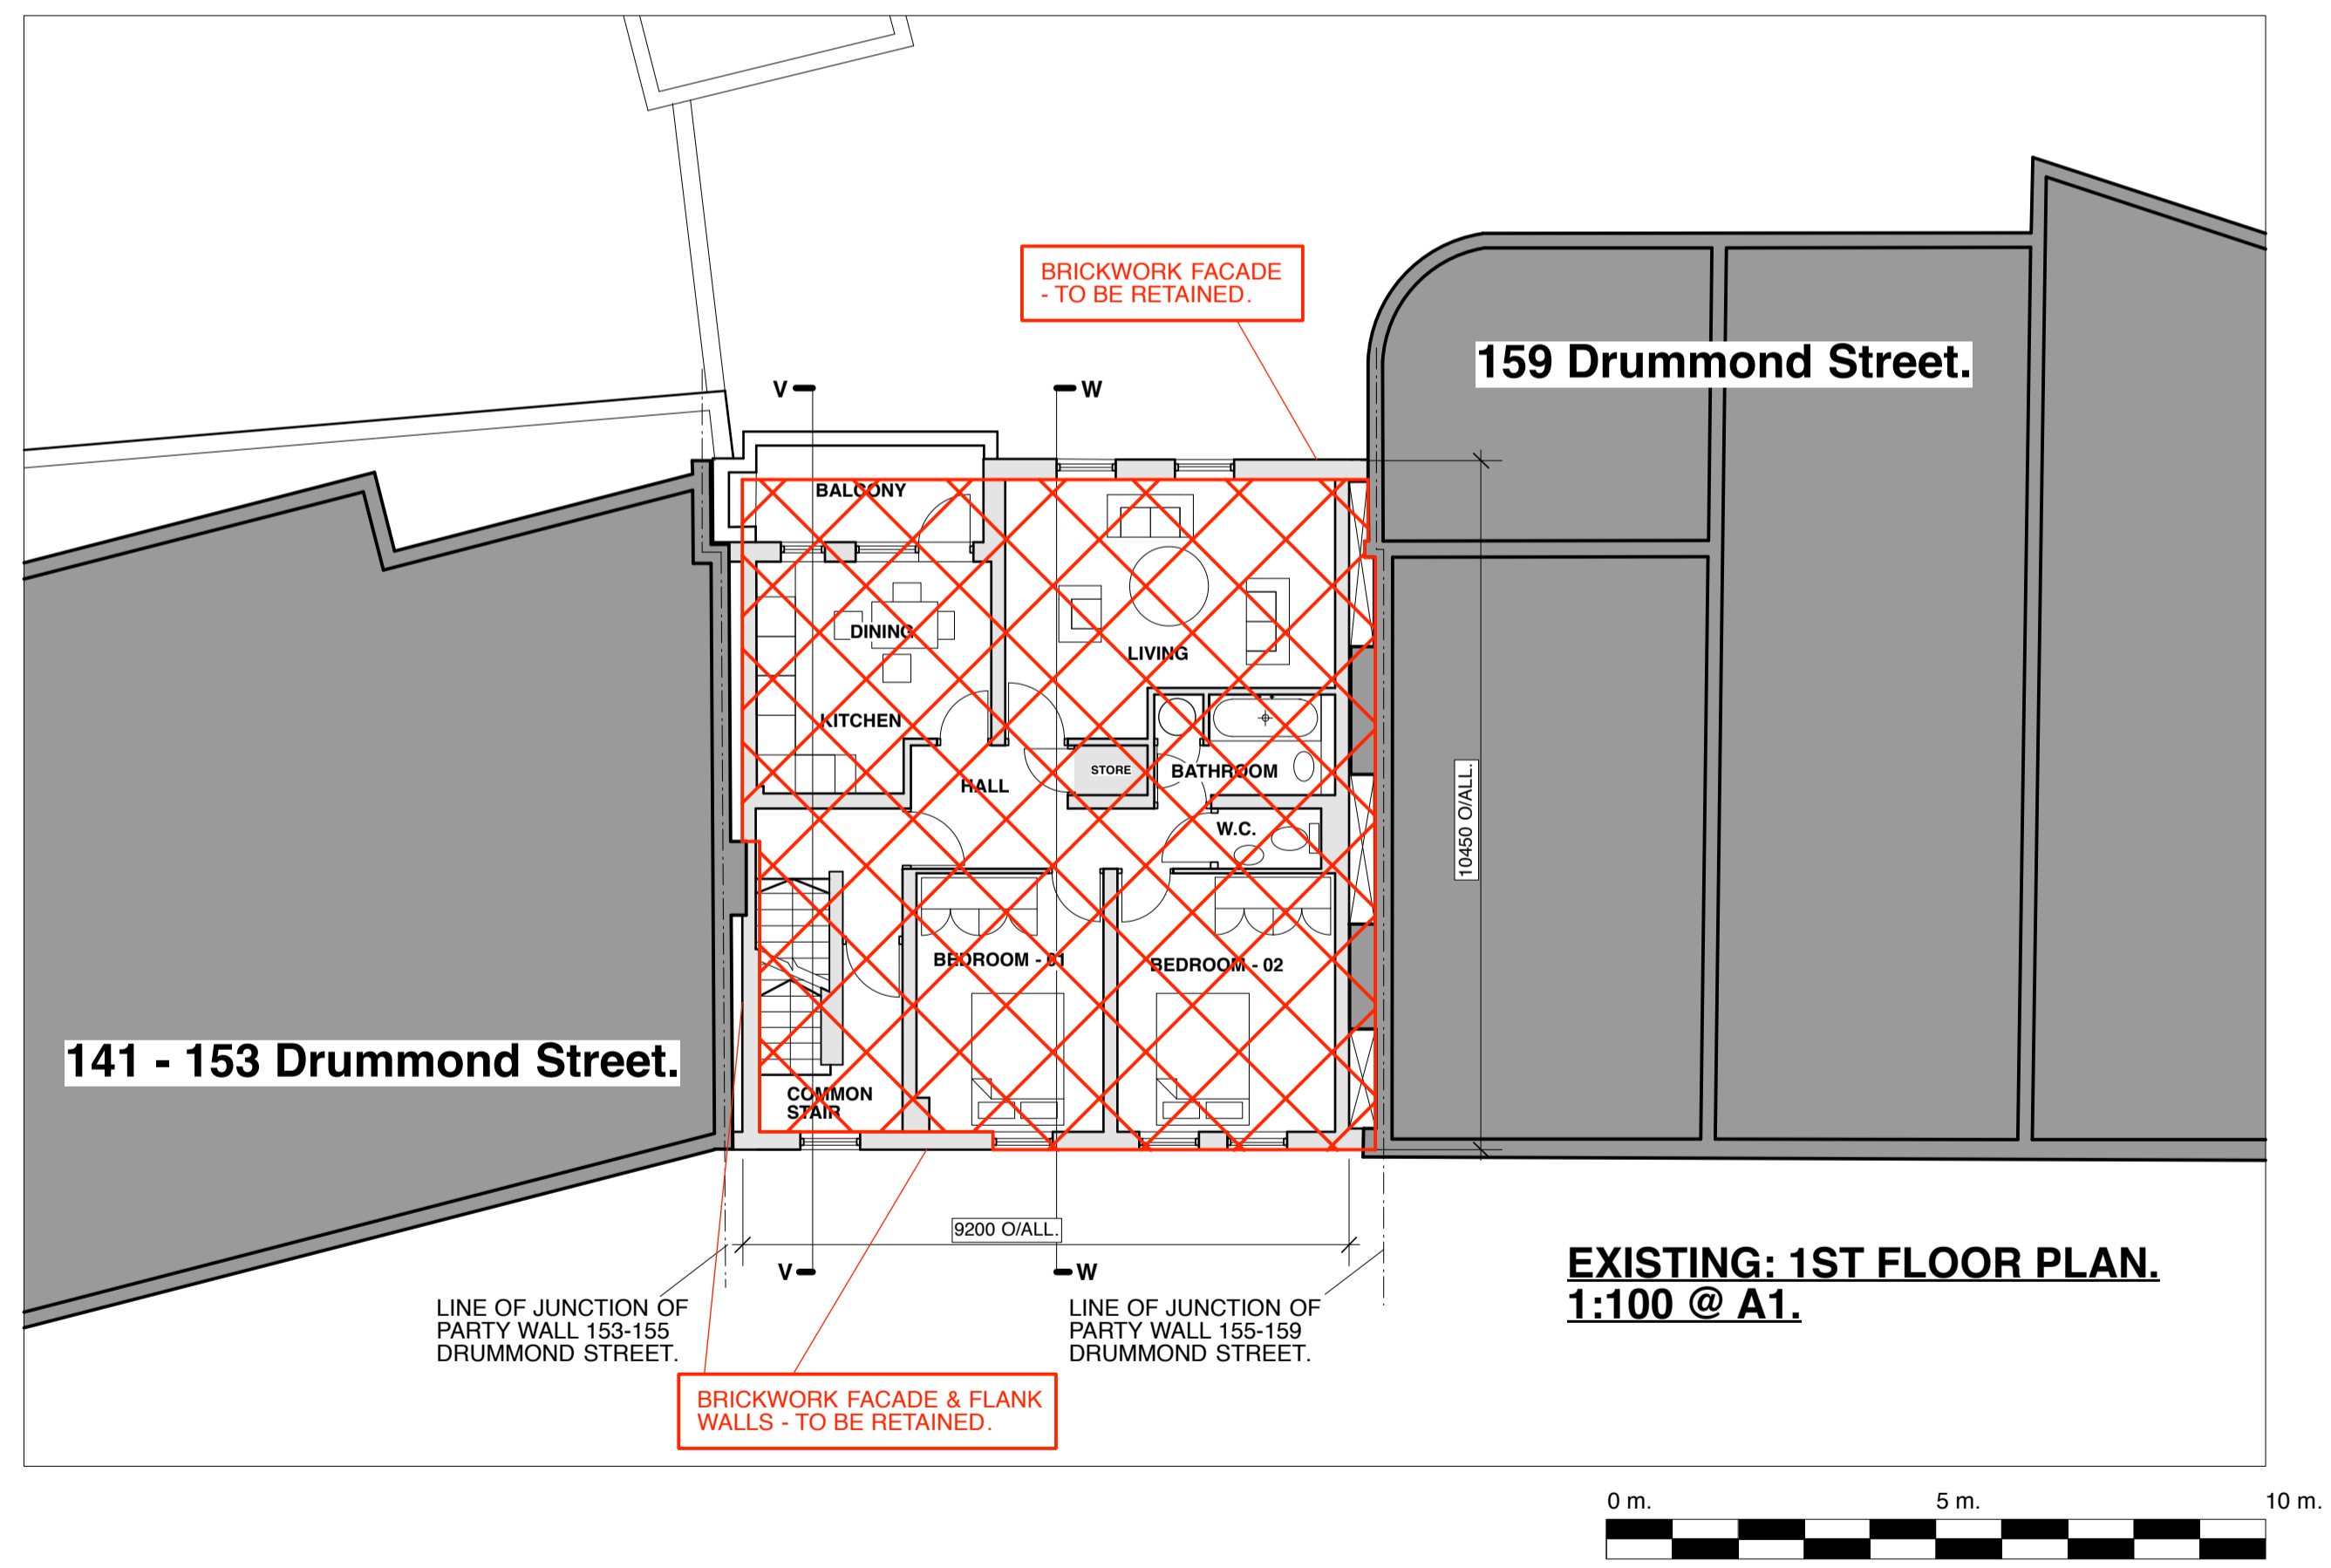 BRICKWORK FACADE
- TO BE RETAINED.
159 Drummond Street.
V
W
BALCONY
DINING
LIVING
KITCHEN
STORE
BATHROOM
HALL
10450 O/ALL.
W.C.
BEDROOM - 01
BEDROOM - 02
141 - 153 Drummond Street.
COMMON
STAIR
9200 O/ALL.
V
W
EXISTING: 1ST FLOOR PLAN.
1:100 @ A1.
LINE OF JUNCTION OF
PARTY WALL 153-155
DRUMMOND STREET.
LINE OF JUNCTION OF
PARTY WALL 155-159
DRUMMOND STREET.
BRICKWORK FACADE & FLANK
WALLS - TO BE RETAINED.
0 m.
5 m.
10 m.